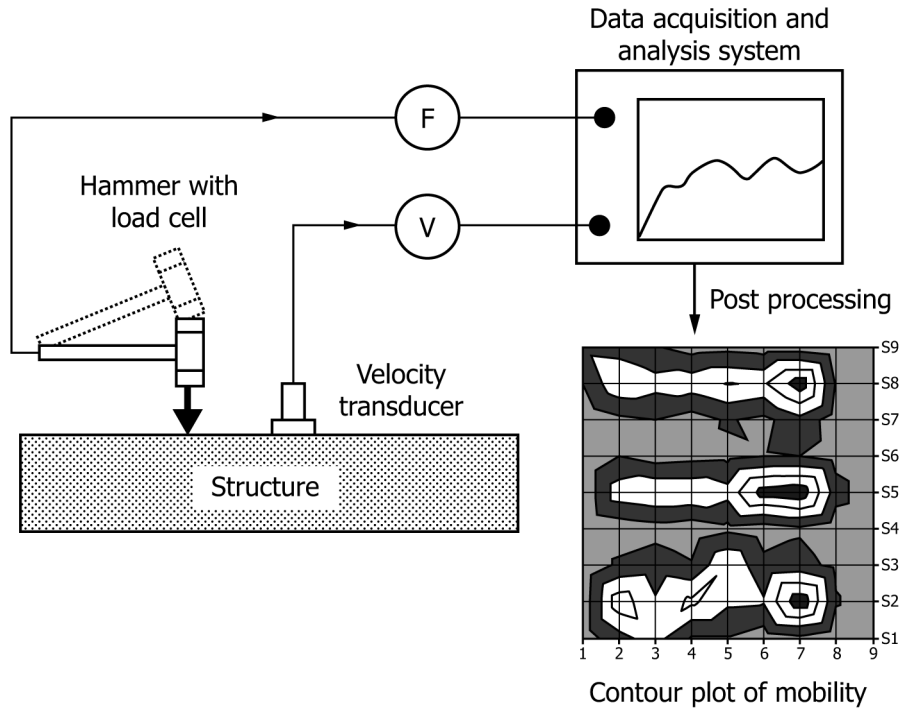 Data acquisition and
analysis system
F
Hammer with
load cell
V
Post processing
Velocity
transducer
Structure
S9
S8
S7
S6
S5
S4
S3
S2
S1
1 2 3 4 5 6 7 8 9
Contour plot of mobility